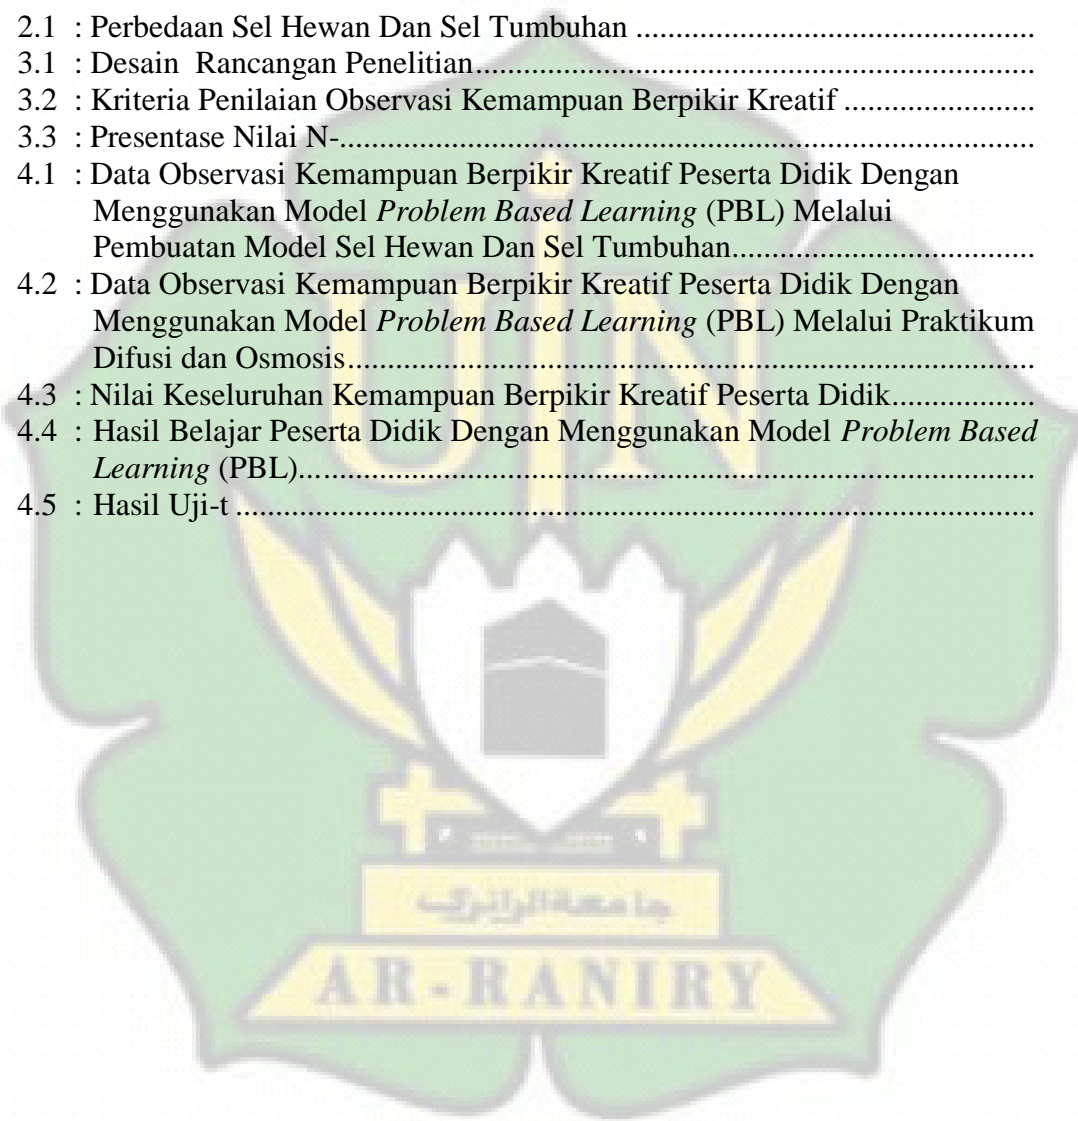 2.1 : Perbedaan Sel Hewan Dan Sel Tumbuhan ..........................................................
3.1 : Desain  Rancangan Penelitian..................................................................................
3.2 : Kriteria Penilaian Observasi Kemampuan Berpikir Kreatif ............................
3.3 : Presentase Nilai N-.....................................................................................................
4.1 : Data Observasi Kemampuan Berpikir Kreatif Peserta Didik Dengan
Menggunakan Model Problem Based Learning (PBL) Melalui
Pembuatan Model Sel Hewan Dan Sel Tumbuhan............................................
4.2 : Data Observasi Kemampuan Berpikir Kreatif Peserta Didik Dengan
Menggunakan Model Problem Based Learning (PBL) Melalui Praktikum
Difusi dan Osmosis....................................................................................................
4.3 : Nilai Keseluruhan Kemampuan Berpikir Kreatif Peserta Didik.....................
4.4 : Hasil Belajar Peserta Didik Dengan Menggunakan Model Problem Based
Learning (PBL)...........................................................................................................
4.5 : Hasil Uji-t ....................................................................................................................
UIN
جامعة الرانري
AR-RANIRY